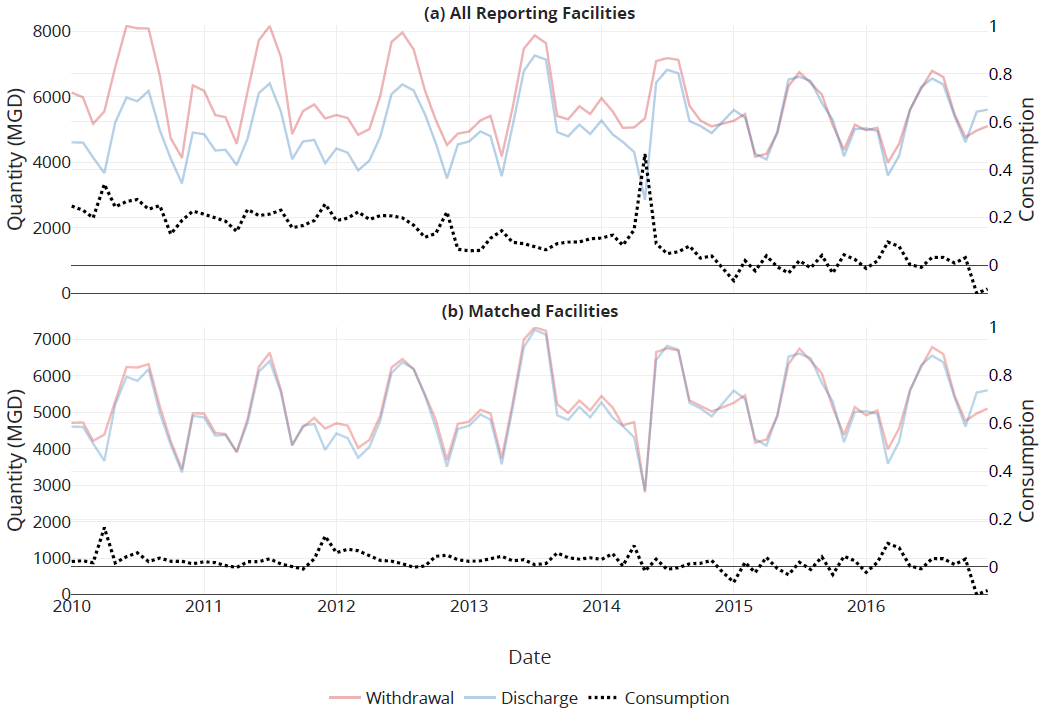 (a) All Reporting Facilities
8000
6000
4000
2000
0
Quantity (MGD)
1
0.8
0.6
0.4
0.2
0
Consumption
(b) Matched Facilities
7000
6000
5000
4000
3000
2000
1000
0
Quantity (MGD)
1
0.8
0.6
0.4
0.2
0
Consumption
2010 2011 2012 2013 2014 2015 2016
Date
Withdrawal Discharge Consumption